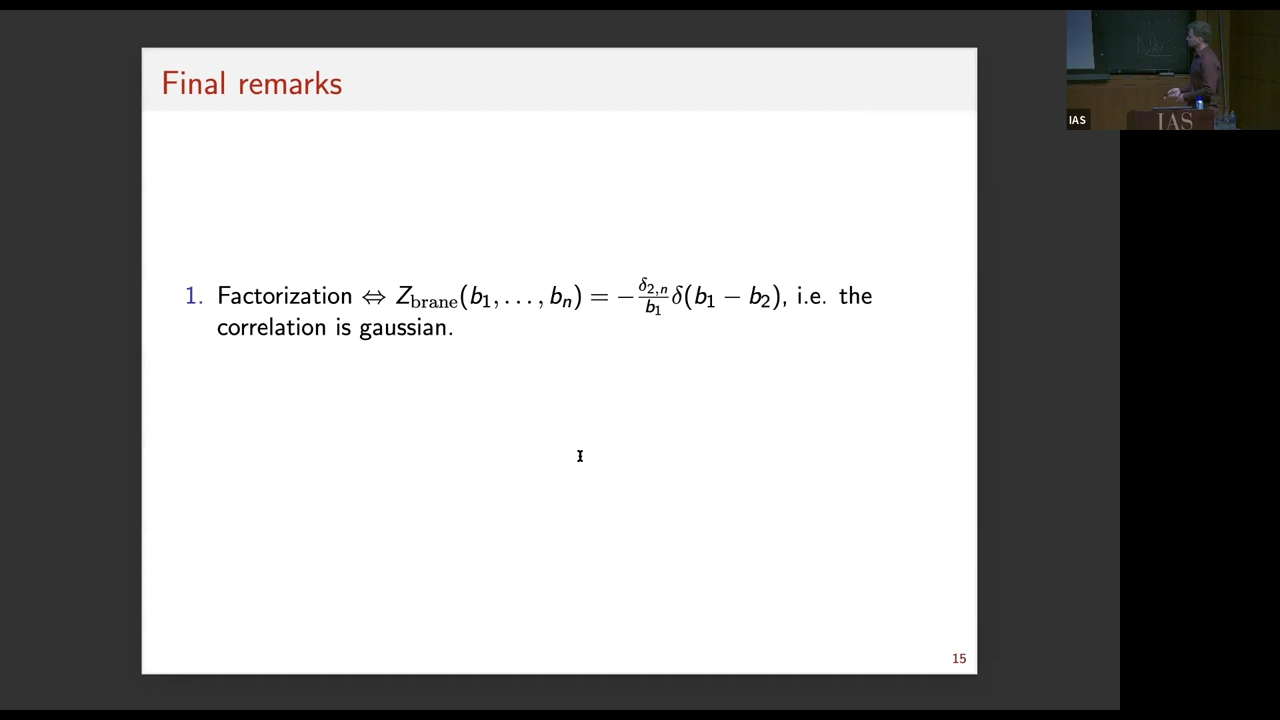 Final remarks
1. Factorization ⇔ Z_brane(b_1, . . . , b_n) = −\frac{δ_{2,n}}{b_1}δ(b_1 − b_2), i.e. the
correlation is gaussian.
15
IAS
IAS